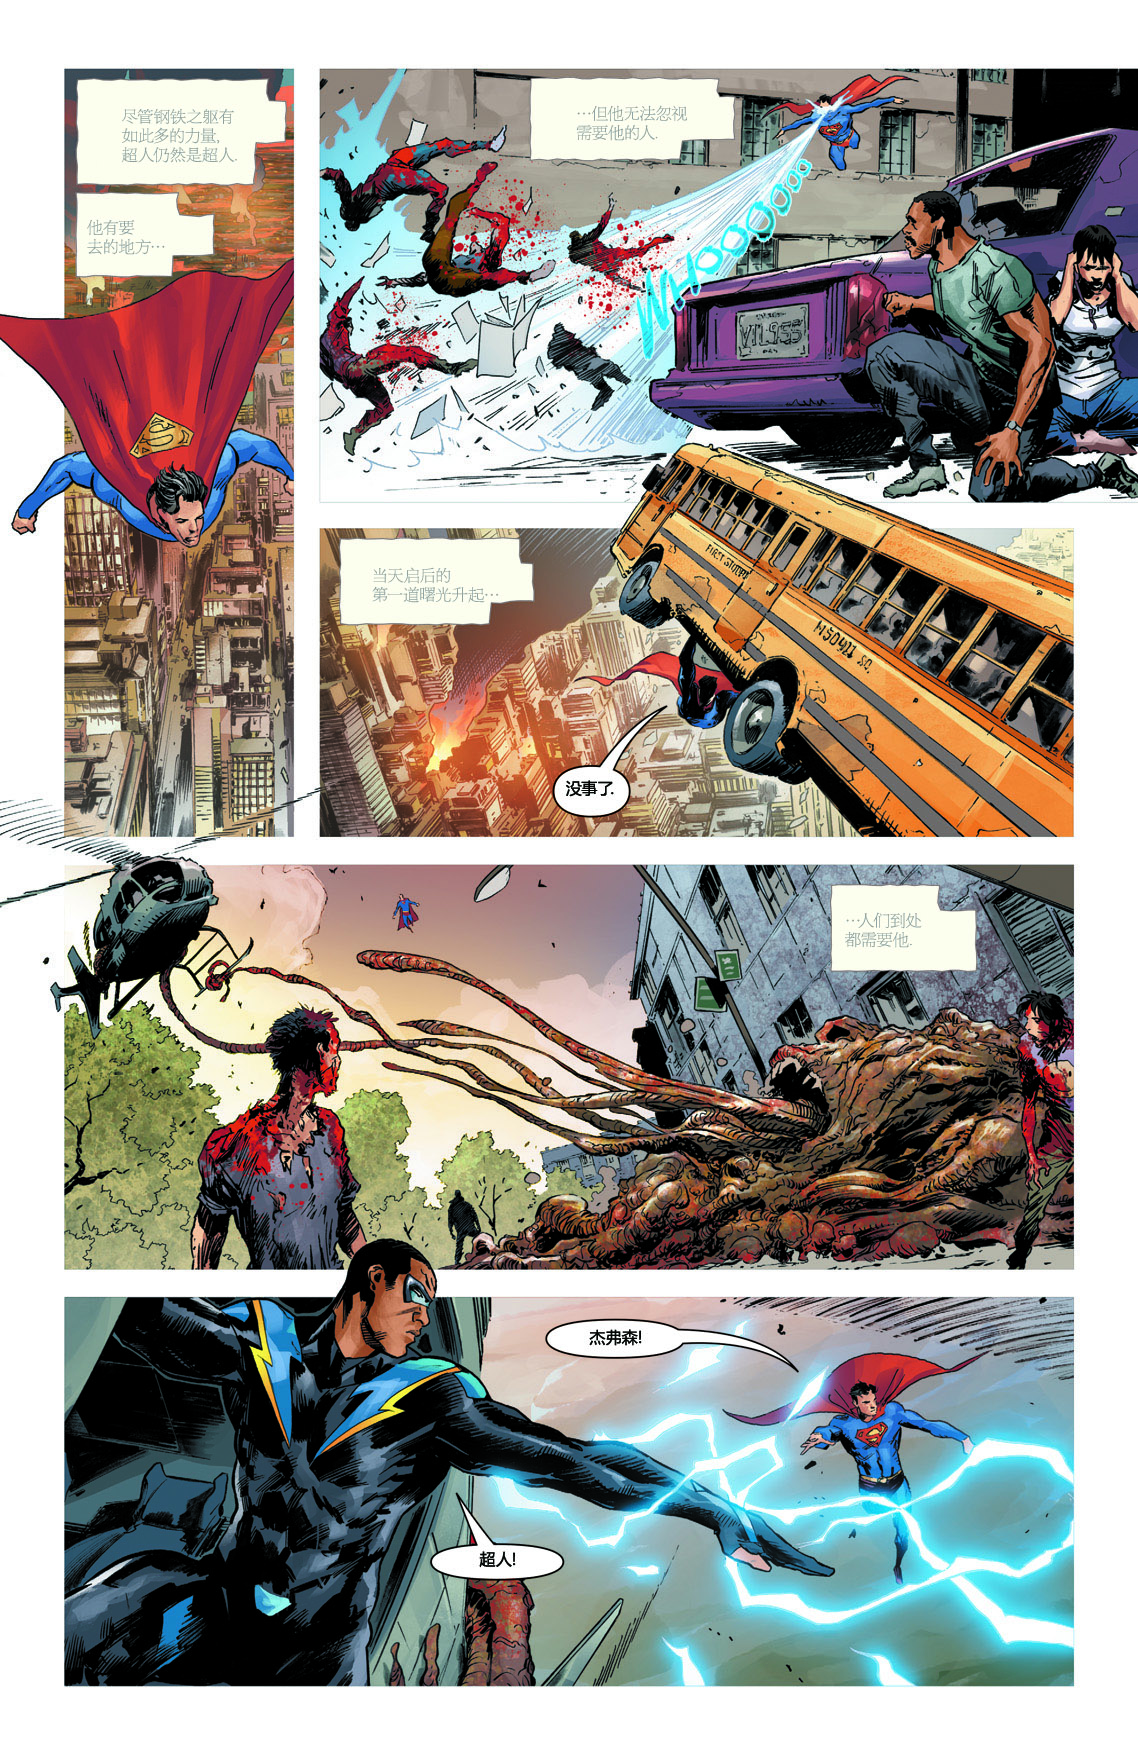 尽管钢铁之躯有
如此多的力量,
超人仍然是超人.
他有要
去的地方…
…但他无法忽视
需要他的人.
WHOOOOOooo
当天启后的
第一道曙光升起…
没事了.
…人们到处
都需要他.
杰弗森!
超人!